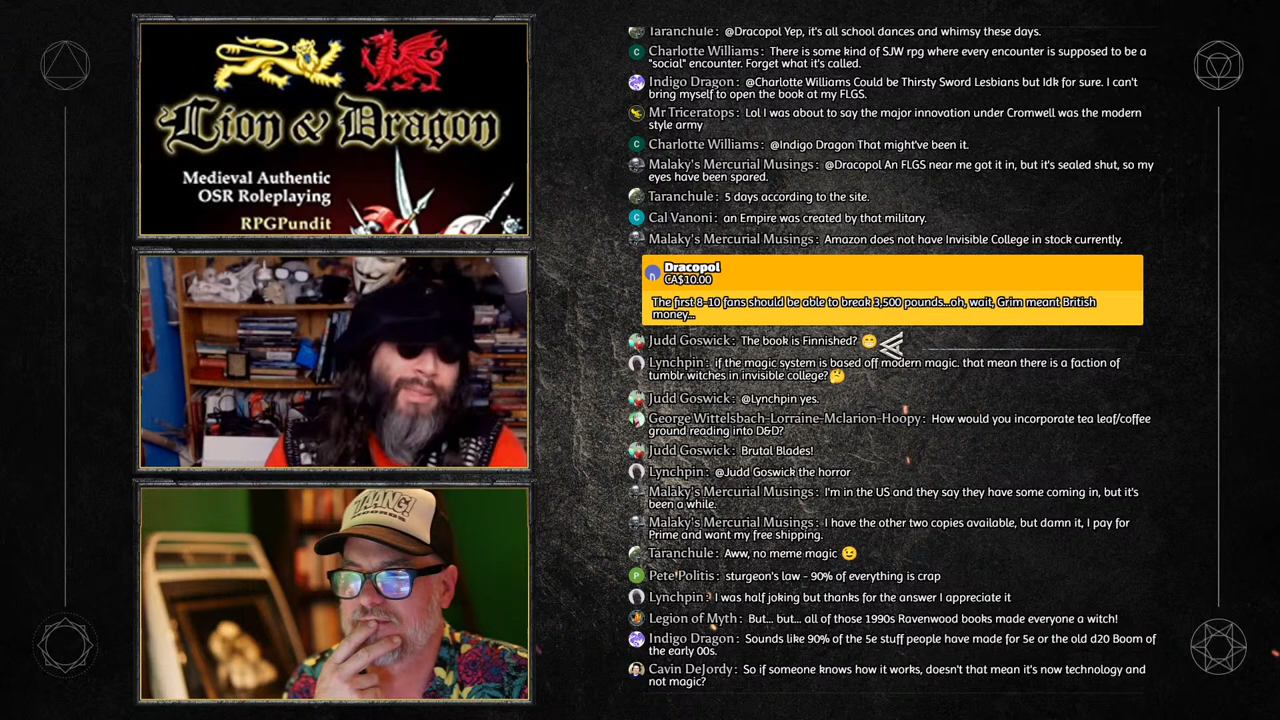 Lion & Dragon
Medieval Authentic
OSR Roleplaying
RPGPundit
TAANG!
RECORDS
Taranchule: @Dracopol Yep, it's all school dances and whimsy these days.
Charlotte Williams: There is some kind of SJW rpg where every encounter is supposed to be a
"social" encounter. Forget what it's called.
Indigo Dragon: @Charlotte Williams Could be Thirsty Sword Lesbians but Idk for sure. I can't
bring myself to open the book at my FLGS.
Mr Triceratops: Lol I was about to say the major innovation under Cromwell was the modern
style army
Charlotte Williams: @Indigo Dragon That might've been it.
Malaky's Mercurial Musings: @Dracopol An FLGS near me got it in, but it's sealed shut, so my
eyes have been spared.
Taranchule: 5 days according to the site.
Cal Vanoni: an Empire was created by that military.
Malaky's Mercurial Musings: Amazon does not have Invisible College in stock currently.
Dracopol
CA$10.00
The first 8-10 fans should be able to break 3,500 pounds...oh, wait, Grim meant British
money...
Judd Goswick: The book is Finnished? 😁
Lynchpin: if the magic system is based off modern magic. that mean there is a faction of
tumblr witches in invisible college?🤔
Judd Goswick: @Lynchpin yes.
George Wittelsbach-Lorraine-Mclarion-Hoopy: How would you incorporate tea leaf/coffee
ground reading into D&D?
Judd Goswick: Brutal Blades!
Lynchpin: @Judd Goswick the horror
Malaky's Mercurial Musings: I'm in the US and they say they have some coming in, but it's
been a while.
Malaky's Mercurial Musings: I have the other two copies available, but damn it, I pay for
Prime and want my free shipping.
Taranchule: Aww, no meme magic 😉
Pete Politis: sturgeon's law - 90% of everything is crap
Lynchpin: I was half joking but thanks for the answer I appreciate it
Legion of Myth: But... but... all of those 1990s Ravenwood books made everyone a witch!
Indigo Dragon: Sounds like 90% of the 5e stuff people have made for 5e or the old d20 Boom of
the early 00s.
Cavin DeJordy: So if someone knows how it works, doesn't that mean it's now technology and
not magic?